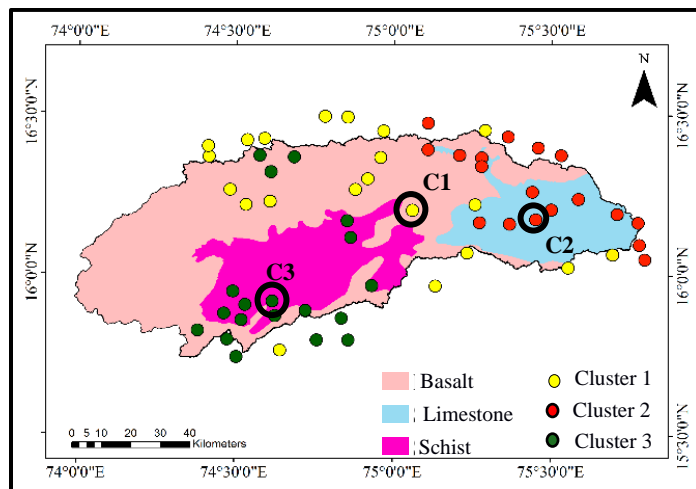 74°0'0"E 74°30'0"E 75°0'0"E 75°30'0"E
N
16°30'0"N 16°30'0"N
C1
C2
16°0'0"N 16°0'0"N
C3
Basalt Cluster 1
Limestone Cluster 2
Schist Cluster 3
0 5 10 20 30 40
Kilometers
15°30'0"N
74°0'0"E 74°30'0"E 75°0'0"E 75°30'0"E